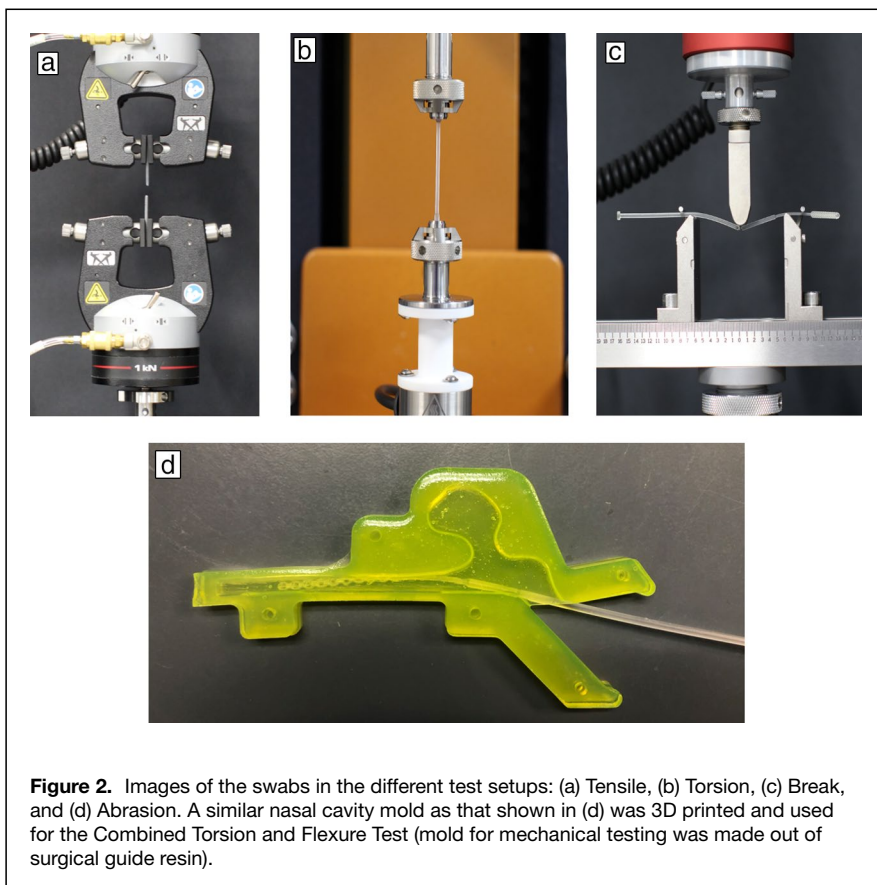 a
b
c
1 kN
d
Figure 2. Images of the swabs in the different test setups: (a) Tensile, (b) Torsion, (c) Break,
and (d) Abrasion. A similar nasal cavity mold as that shown in (d) was 3D printed and used
for the Combined Torsion and Flexure Test (mold for mechanical testing was made out of
surgical guide resin).